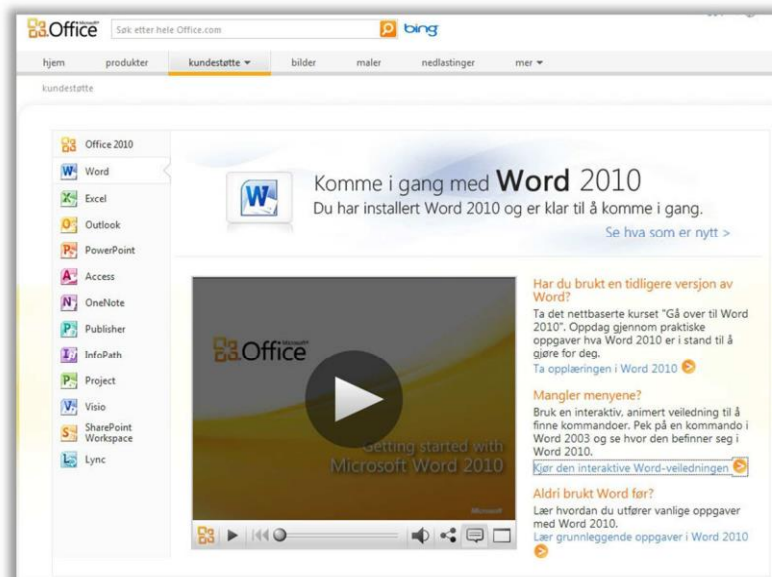 Microsoft®
Office
Søk etter hele Office.com
bing
hjem produkter kundestøtte bilder maler nedlastinger mer
kundestøtte
Office 2010
Word
Excel
Outlook
PowerPoint
Access
OneNote
Publisher
InfoPath
Project
Visio
SharePoint
Workspace
Lync
Komme i gang med Word 2010
Du har installert Word 2010 og er klar til å komme i gang.
Se hva som er nytt >
Microsoft®
Office
Getting started with
Microsoft Word 2010
Microsoft
Har du brukt en tidligere versjon av
Word?
Ta det nettbaserte kurset "Gå over til Word
2010". Oppdag gjennom praktiske
oppgaver hva Word 2010 er i stand til å
gjøre for deg.
Ta opplæringen i Word 2010
Mangler menyene?
Bruk en interaktiv, animert veiledning til å
finne kommandoer. Pek på en kommando i
Word 2003 og se hvor den befinner seg i
Word 2010.
Kjør den interaktive Word-veiledningen
Aldri brukt Word før?
Lær hvordan du utfører vanlige oppgaver
med Word 2010.
Lær grunnleggende oppgaver i Word 2010